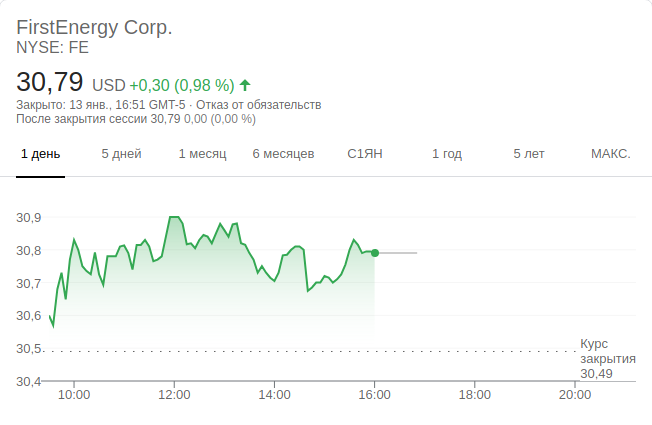 FirstEnergy Corp.
NYSE: FE
30,79 USD +0,30 (0,98 %)
Закрыто: 13 янв., 16:51 GMT-5 · Отказ от обязательств
После закрытия сессии 30,79 0,00 (0,00 %)
1 день 5 дней 1 месяц 6 месяцев С1ЯН 1 год 5 лет МАКС.
30,9
30,8
30,7
30,6
30,5
30,4
Курс
закрытия
30,49
10:00 12:00 14:00 16:00 18:00 20:00